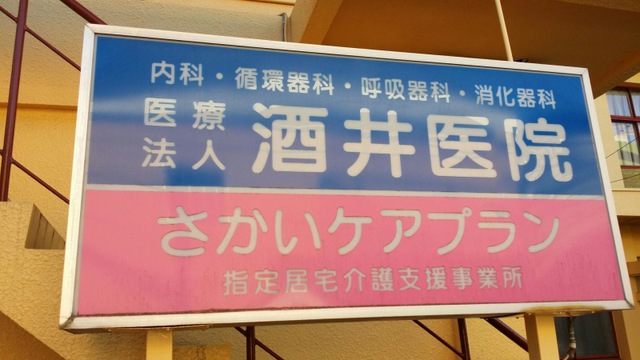 内科・循環器科・呼吸器科・消化器科
医療法人 酒井医院
さかいケアプラン
指定居宅介護支援事業所